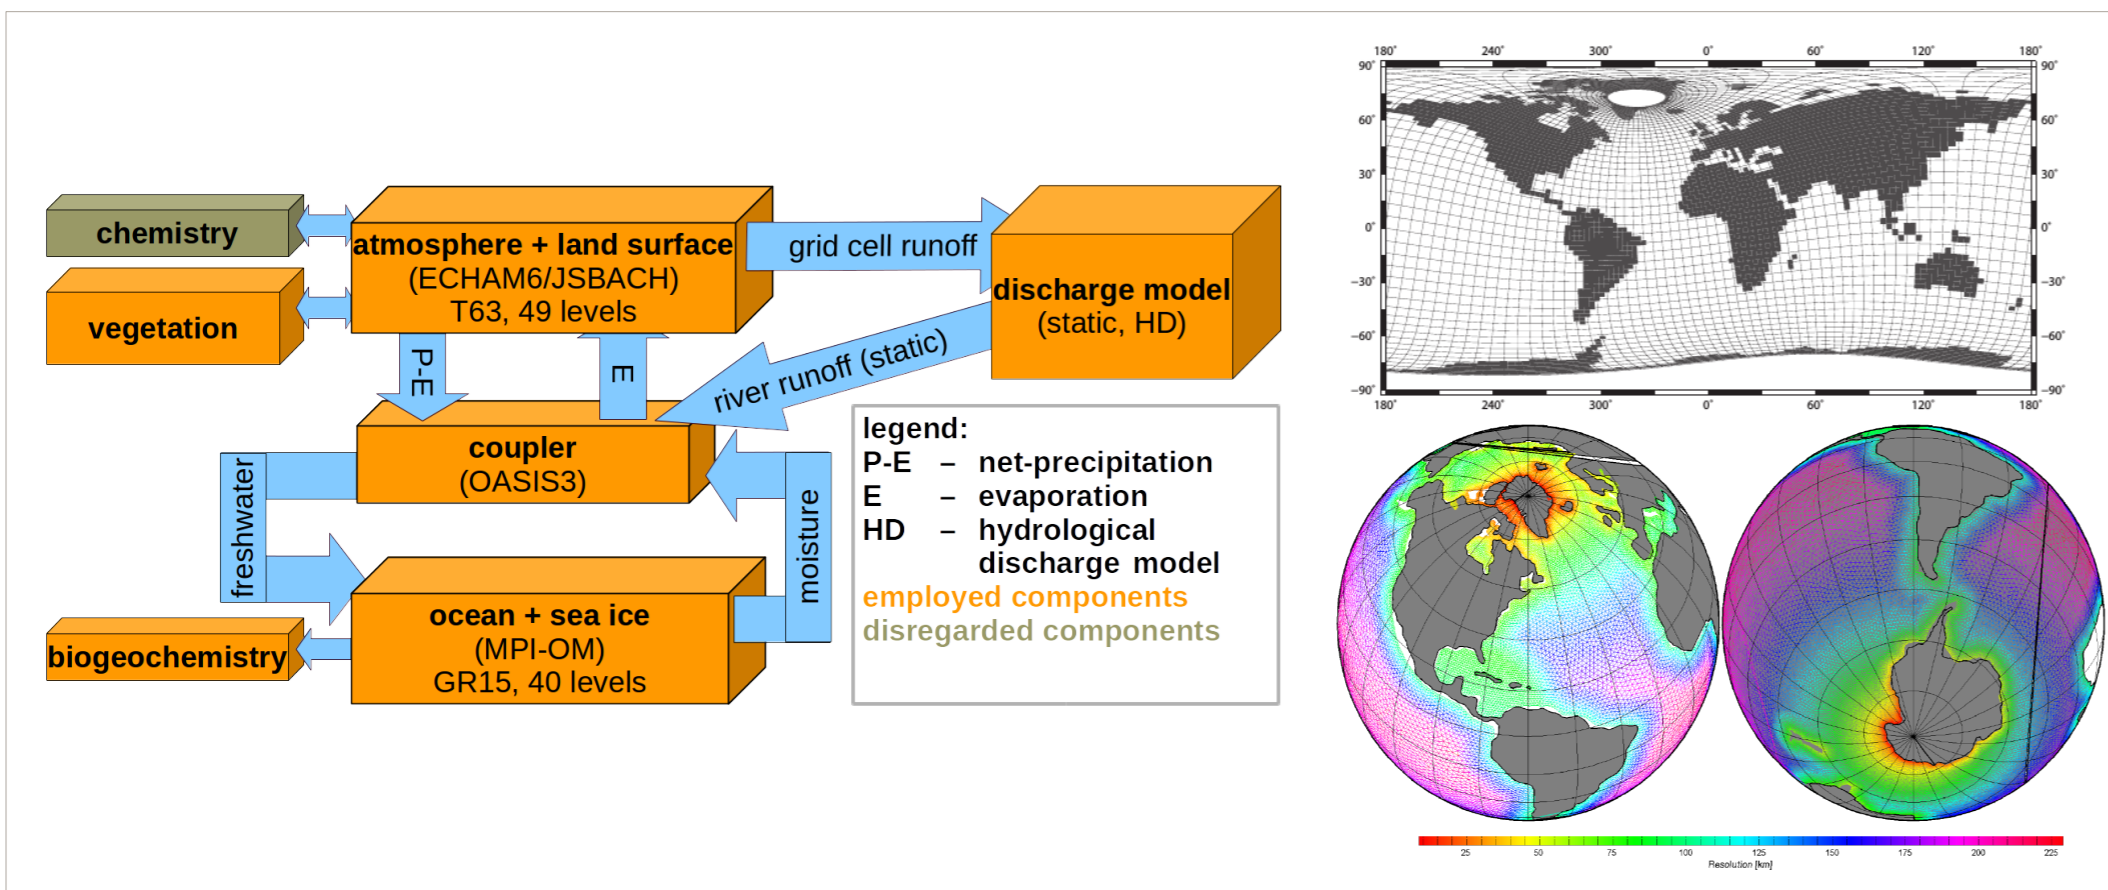 chemistry
vegetation
atmosphere + land surface
(ECHAM6/JSBACH)
T63, 49 levels
grid cell runoff
discharge model
(static, HD)
river runoff (static)
P-E
E
coupler
(OASIS3)
freshwater
moisture
ocean + sea ice
(MPI-OM)
GR15, 40 levels
biogeochemistry
legend:
P-E – net-precipitation
E – evaporation
HD – hydrological
discharge model
employed components
disregarded components
180° 240° 300° 0° 60° 120° 180°
90° 90°
60° 60°
30° 30°
0° 0°
−30° −30°
−60° −60°
−90° −90°
180° 240° 300° 0° 60° 120° 180°
25 50 75 100 125 150 175 200 225
Resolution [km]